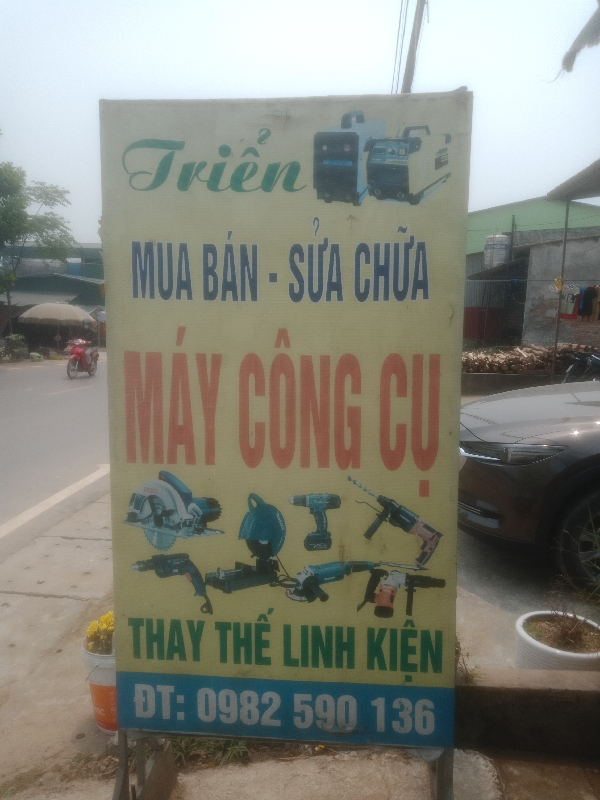 Triển
MUA BÁN - SỬA CHỮA
MÁY CÔNG CỤ
THAY THẾ LINH KIỆN
ĐT: 0982 590 136